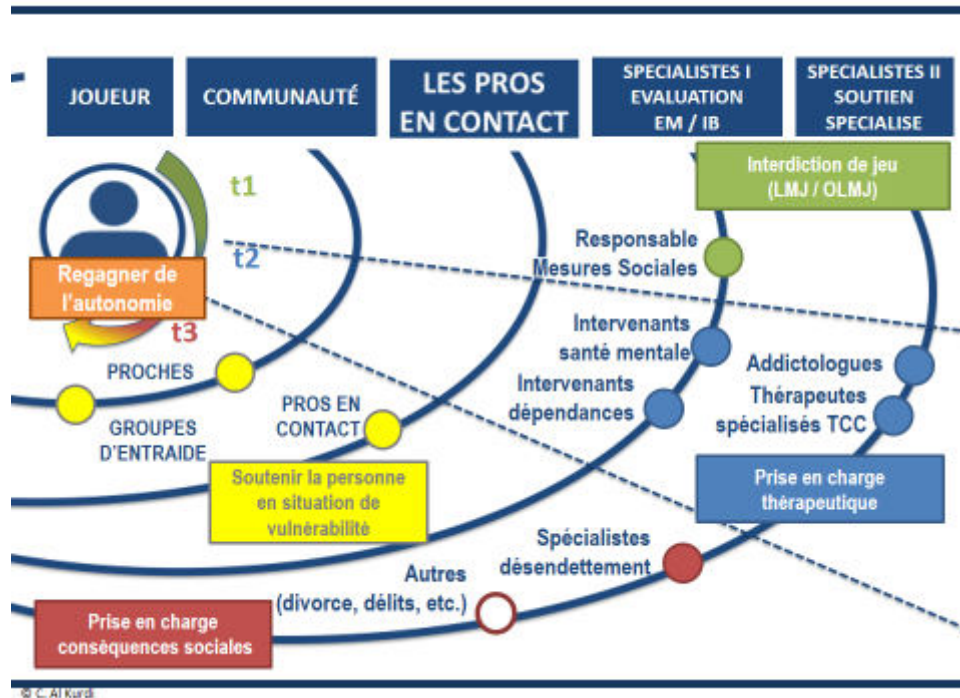 JOUEUR
COMMUNAUTÉ
LES PROS
EN CONTACT
SPECIALISTES I
EVALUATION
EM / IB
SPECIALISTES II
SOUTIEN
SPECIALISE
Interdiction de jeu
(LMJ / OLMJ)
t1
t2
t3
Regagner de
l'autonomie
Responsable
Mesures Sociales
Intervenants
santé mentale
Intervenants
dépendances
Addictologues
Thérapeutes
spécialisés TCC
PROCHES
GROUPES
D'ENTRAIDE
PROS EN
CONTACT
Soutenir la personne
en situation de
vulnérabilité
Prise en charge
thérapeutique
Spécialistes
désendettement
Autres
(divorce, délits, etc.)
Prise en charge
conséquences sociales
© C. Al Kurdi